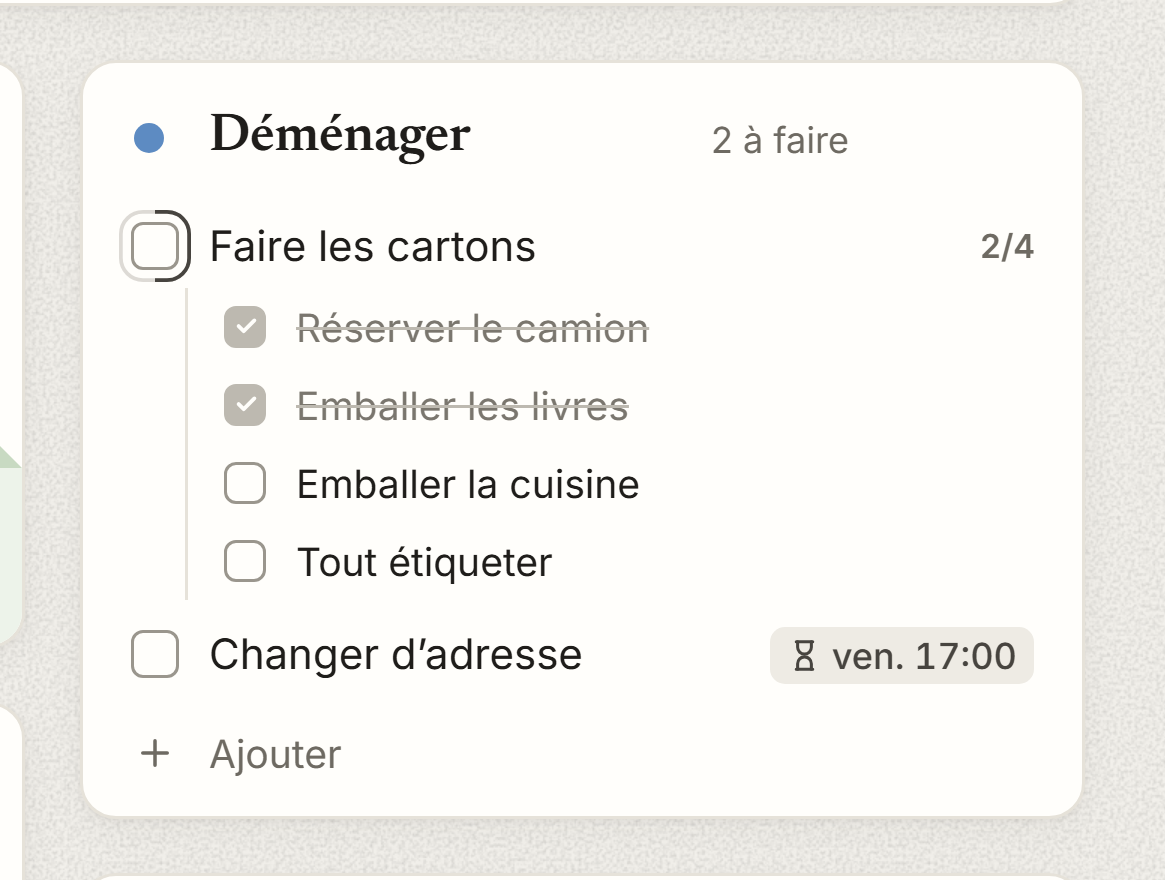 Déménager
2 à faire
Faire les cartons
2/4
Réserver le camion
Emballer les livres
Emballer la cuisine
Tout étiqueter
Changer d’adresse
ven. 17:00
Ajouter